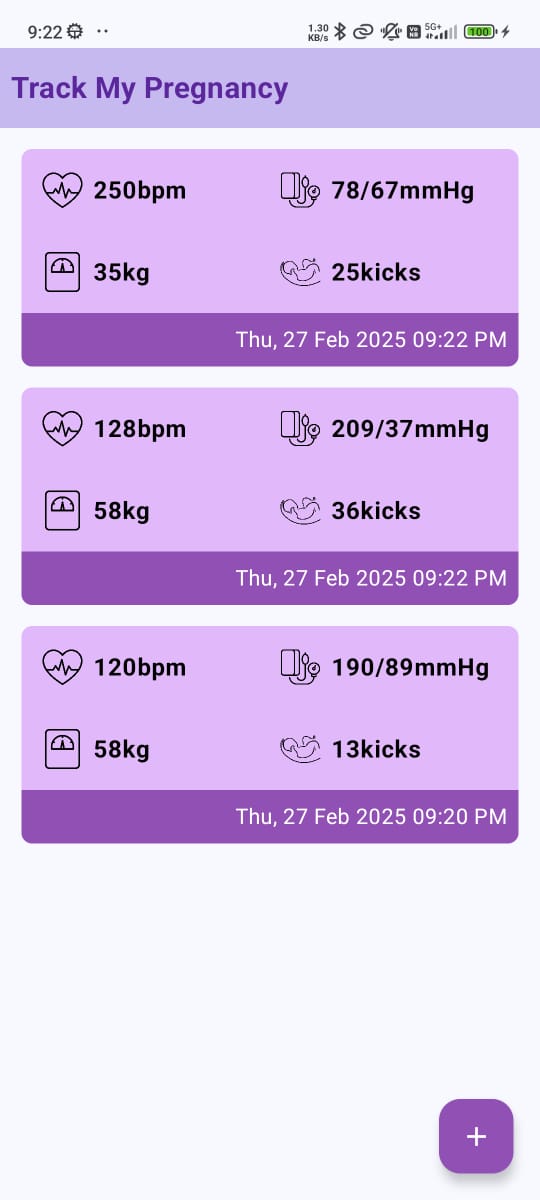 9:22
1.30 KB/s
5G+
100
Track My Pregnancy
250bpm 78/67mmHg
35kg 25kicks
Thu, 27 Feb 2025 09:22 PM
128bpm 209/37mmHg
58kg 36kicks
Thu, 27 Feb 2025 09:22 PM
120bpm 190/89mmHg
58kg 13kicks
Thu, 27 Feb 2025 09:20 PM
+